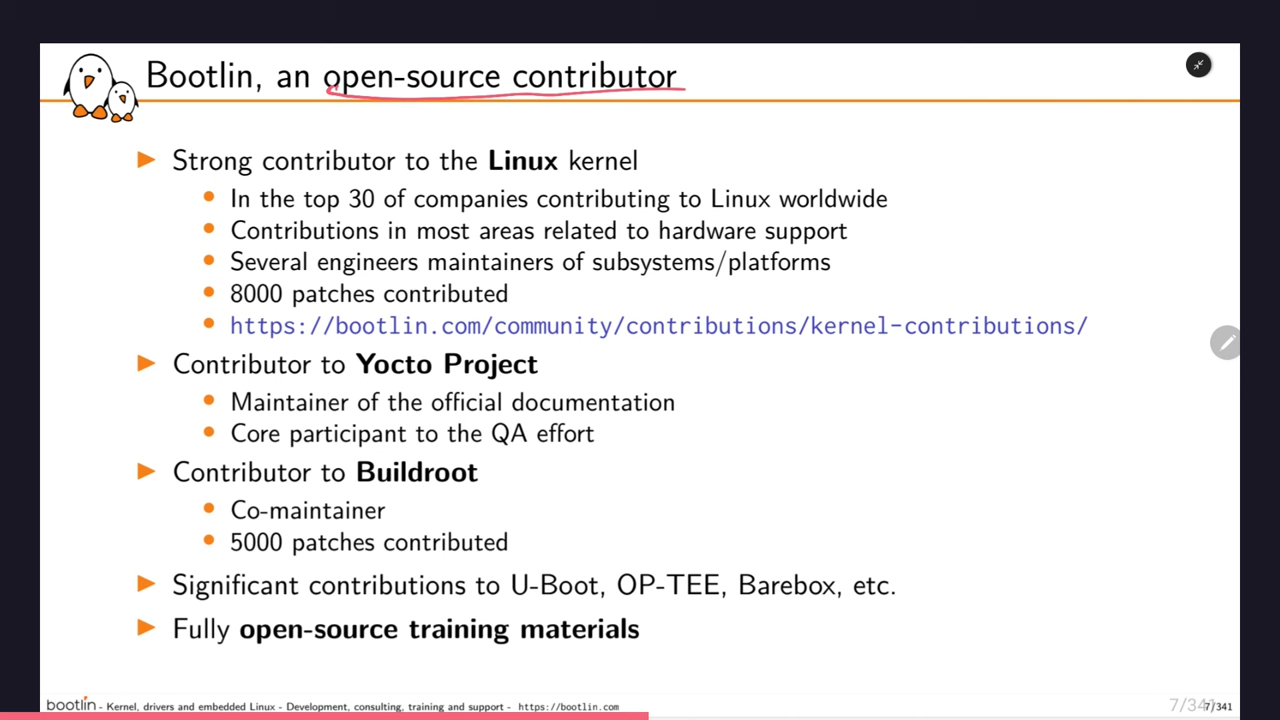 Bootlin, an open-source contributor
Strong contributor to the Linux kernel
In the top 30 of companies contributing to Linux worldwide
Contributions in most areas related to hardware support
Several engineers maintainers of subsystems/platforms
8000 patches contributed
https://bootlin.com/community/contributions/kernel-contributions/
Contributor to Yocto Project
Maintainer of the official documentation
Core participant to the QA effort
Contributor to Buildroot
Co-maintainer
5000 patches contributed
Significant contributions to U-Boot, OP-TEE, Barebox, etc.
Fully open-source training materials
bootlin - Kernel, drivers and embedded Linux - Development, consulting, training and support - https://bootlin.com 7/341 7/341